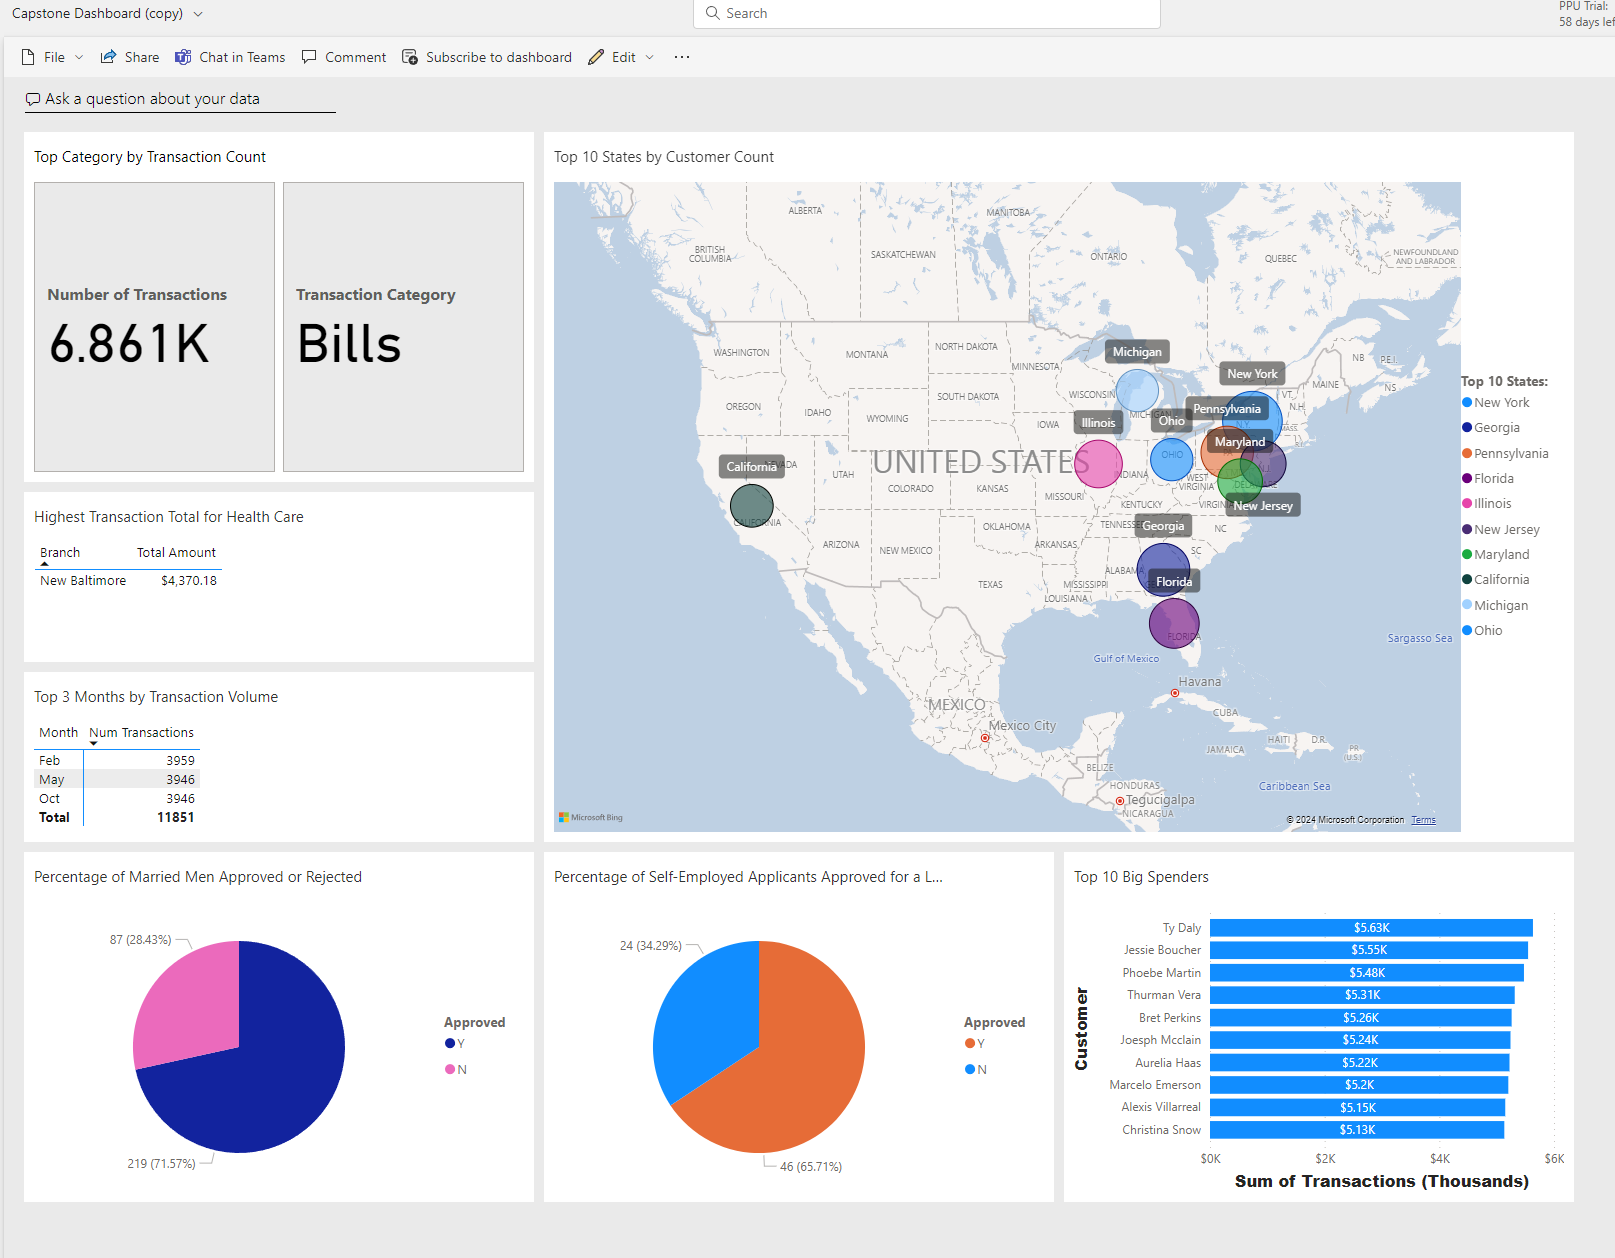 Capstone Dashboard (copy)
Search
PPU Trial:
58 days lef
File
Share
Chat in Teams
Comment
Subscribe to dashboard
Edit
Ask a question about your data
Top Category by Transaction Count
Number of Transactions
6.861K
Transaction Category
Bills
Highest Transaction Total for Health Care
Branch Total Amount
New Baltimore $4,370.18
Top 3 Months by Transaction Volume
Month Num Transactions
Feb 3959
May 3946
Oct 3946
Total 11851
Top 10 States by Customer Count
ALBERTA
MANITOBA
BRITISH
COLUMBIA
SASKATCHEWAN
ONTARIO
QUEBEC
NEWFOUNDLAND
AND LABRADOR
WASHINGTON
MONTANA
NORTH DAKOTA
MINNESOTA
Michigan
NB
P.E.I.
NS
MAINE
New York
VT.
N.H.
OREGON
IDAHO
WYOMING
SOUTH DAKOTA
WISCONSIN
IOWA
Illinois
Ohio
Pennsylvania
MASS.
Maryland
California
UTAH
UNITED STATES
COLORADO
KANSAS
MISSOURI
INDIANA
OHIO
WEST
VIRGINIA
KENTUCKY
New Jersey
CALIFORNIA
ARIZONA
NEW MEXICO
OKLAHOMA
ARKANSAS
TENNESSEE
Georgia
NC
SC
TEXAS
MISSISSIPPI
ALABAMA
LOUISIANA
Florida
FLORIDA
Gulf of Mexico
Sargasso Sea
Havana
CUBA
MEXICO
Mexico City
HAITI
D.R.
PR
(U.S.)
JAMAICA
BELIZE
HONDURAS
Caribbean Sea
Tegucigalpa
NICARAGUA
Microsoft Bing
© 2024 Microsoft Corporation Terms
Top 10 States:
New York
Georgia
Pennsylvania
Florida
Illinois
New Jersey
Maryland
California
Michigan
Ohio
Percentage of Married Men Approved or Rejected
87 (28.43%)
219 (71.57%)
Approved
Y
N
Percentage of Self-Employed Applicants Approved for a L...
24 (34.29%)
46 (65.71%)
Approved
Y
N
Top 10 Big Spenders
Customer
Ty Daly $5.63K
Jessie Boucher $5.55K
Phoebe Martin $5.48K
Thurman Vera $5.31K
Bret Perkins $5.26K
Joesph Mcclain $5.24K
Aurelia Haas $5.22K
Marcelo Emerson $5.2K
Alexis Villarreal $5.15K
Christina Snow $5.13K
$0K $2K $4K $6K
Sum of Transactions (Thousands)